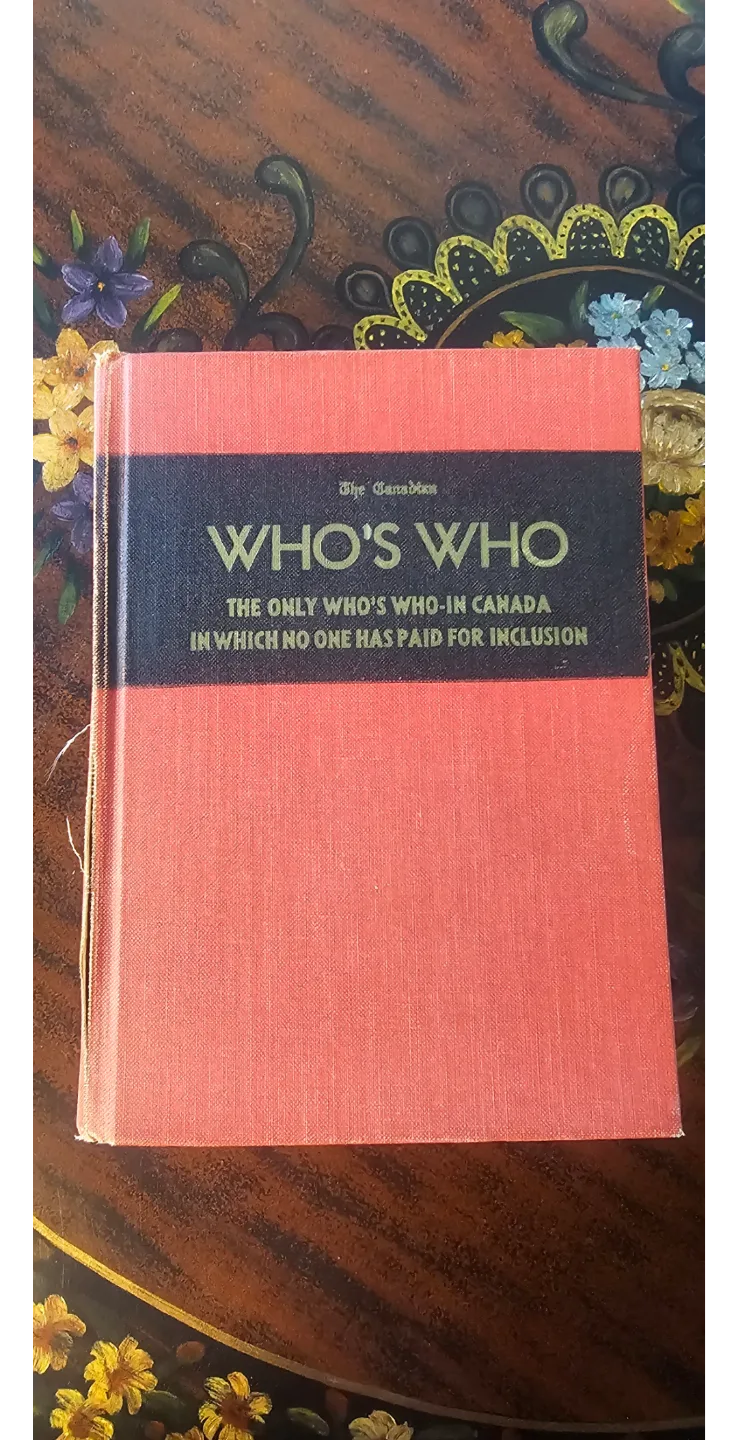 The Canadian
WHO'S WHO
THE ONLY WHO'S WHO-IN CANADA
IN WHICH NO ONE HAS PAID FOR INCLUSION